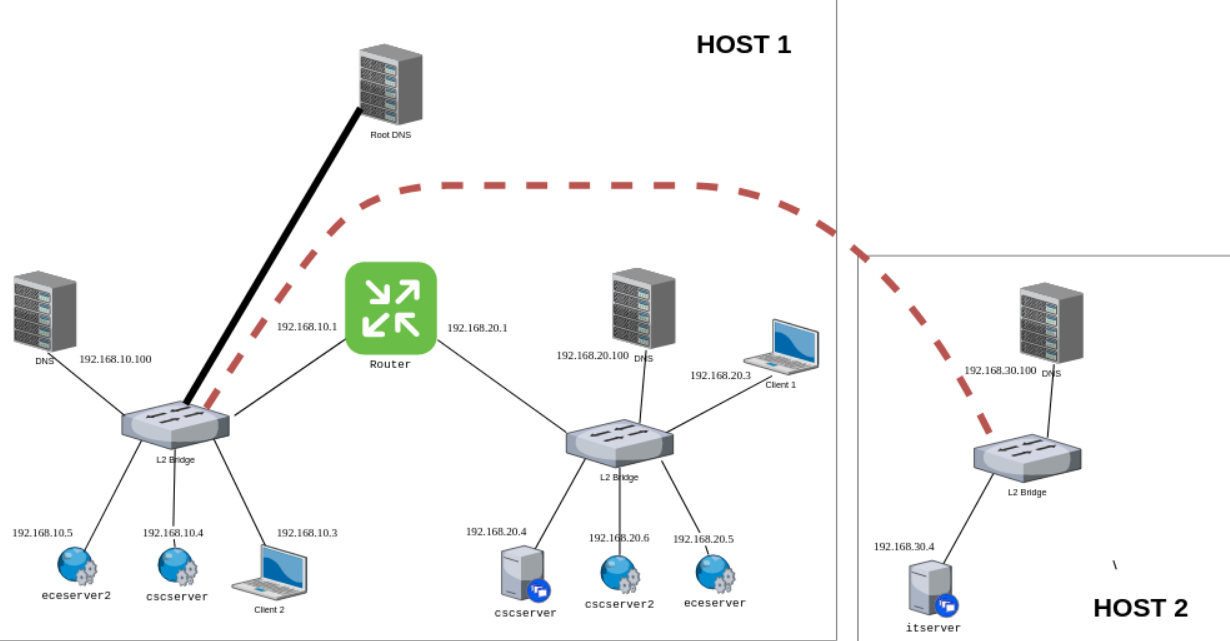 HOST 1
Root DNS
192.168.10.1
192.168.20.1
Router
DNS
192.168.10.100
192.168.20.100
DNS
192.168.20.3
Client 1
192.168.30.100
DNS
L2 Bridge
L2 Bridge
L2 Bridge
192.168.10.5
192.168.10.4
192.168.10.3
192.168.20.4
192.168.20.6
192.168.20.5
192.168.30.4
eceserver2
cscserver
Client 2
cscserver
cscserver2
eceserver
itserver
HOST 2